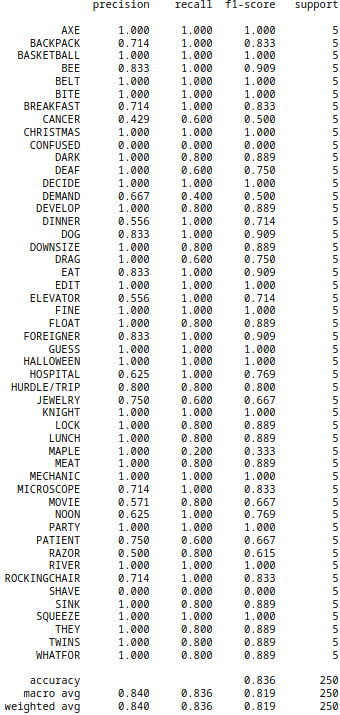 precision recall f1-score support
AXE 1.000 1.000 1.000 5
BACKPACK 0.714 1.000 0.833 5
BASKETBALL 1.000 1.000 1.000 5
BEE 0.833 1.000 0.909 5
BELT 1.000 1.000 1.000 5
BITE 1.000 1.000 1.000 5
BREAKFAST 0.714 1.000 0.833 5
CANCER 0.429 0.600 0.500 5
CHRISTMAS 1.000 1.000 1.000 5
CONFUSED 0.000 0.000 0.000 5
DARK 1.000 0.800 0.889 5
DEAF 1.000 0.600 0.750 5
DECIDE 1.000 1.000 1.000 5
DEMAND 0.667 0.400 0.500 5
DEVELOP 1.000 0.800 0.889 5
DINNER 0.556 1.000 0.714 5
DOG 0.833 1.000 0.909 5
DOWNSIZE 1.000 0.800 0.889 5
DRAG 1.000 0.600 0.750 5
EAT 0.833 1.000 0.909 5
EDIT 1.000 1.000 1.000 5
ELEVATOR 0.556 1.000 0.714 5
FINE 1.000 1.000 1.000 5
FLOAT 1.000 0.800 0.889 5
FOREIGNER 0.833 1.000 0.909 5
GUESS 1.000 1.000 1.000 5
HALLOWEEN 1.000 1.000 1.000 5
HOSPITAL 0.625 1.000 0.769 5
HURDLE/TRIP 0.800 0.800 0.800 5
JEWELRY 0.750 0.600 0.667 5
KNIGHT 1.000 1.000 1.000 5
LOCK 1.000 0.800 0.889 5
LUNCH 1.000 0.800 0.889 5
MAPLE 1.000 0.200 0.333 5
MEAT 1.000 0.800 0.889 5
MECHANIC 1.000 1.000 1.000 5
MICROSCOPE 0.714 1.000 0.833 5
MOVIE 0.571 0.800 0.667 5
NOON 0.625 1.000 0.769 5
PARTY 1.000 1.000 1.000 5
PATIENT 0.750 0.600 0.667 5
RAZOR 0.500 0.800 0.615 5
RIVER 1.000 1.000 1.000 5
ROCKINGCHAIR 0.714 1.000 0.833 5
SHAVE 0.000 0.000 0.000 5
SINK 1.000 0.800 0.889 5
SQUEEZE 1.000 1.000 1.000 5
THEY 1.000 0.800 0.889 5
TWINS 1.000 0.800 0.889 5
WHATFOR 1.000 0.800 0.889 5
accuracy 0.836 250
macro avg 0.840 0.836 0.819 250
weighted avg 0.840 0.836 0.819 250